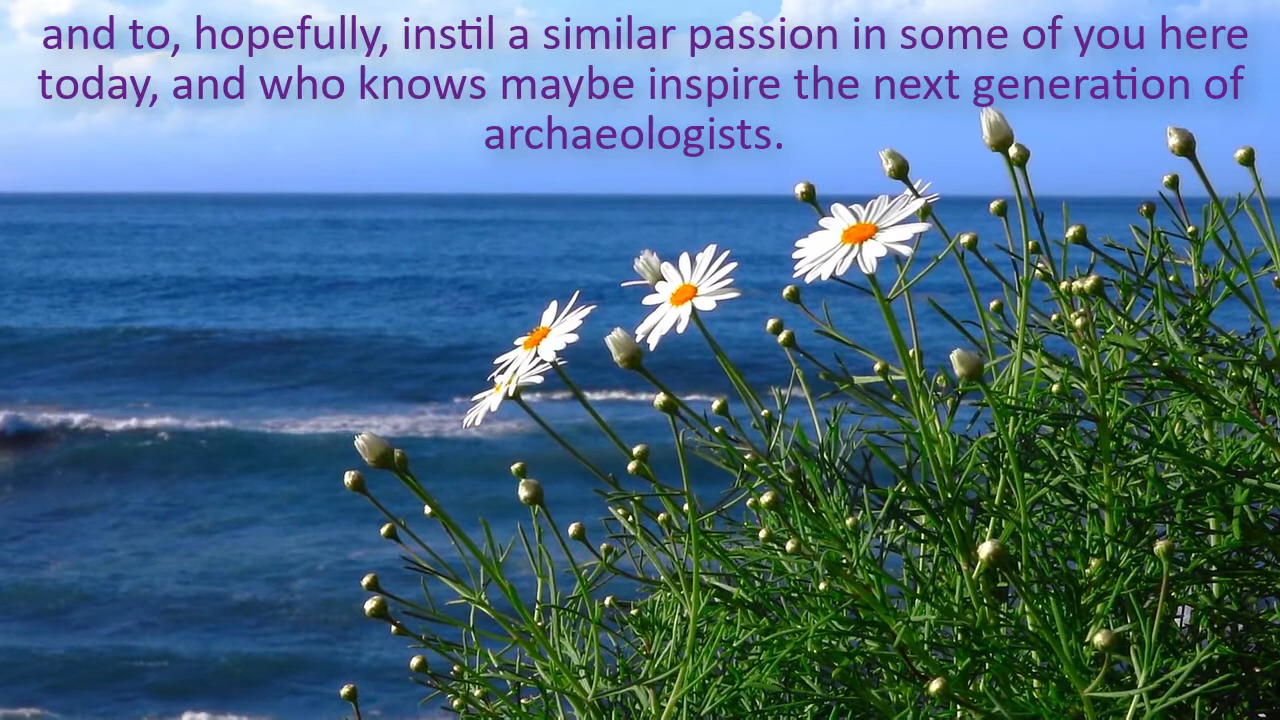 and to, hopefully, instil a similar passion in some of you here
today, and who knows maybe inspire the next generation of
archaeologists.